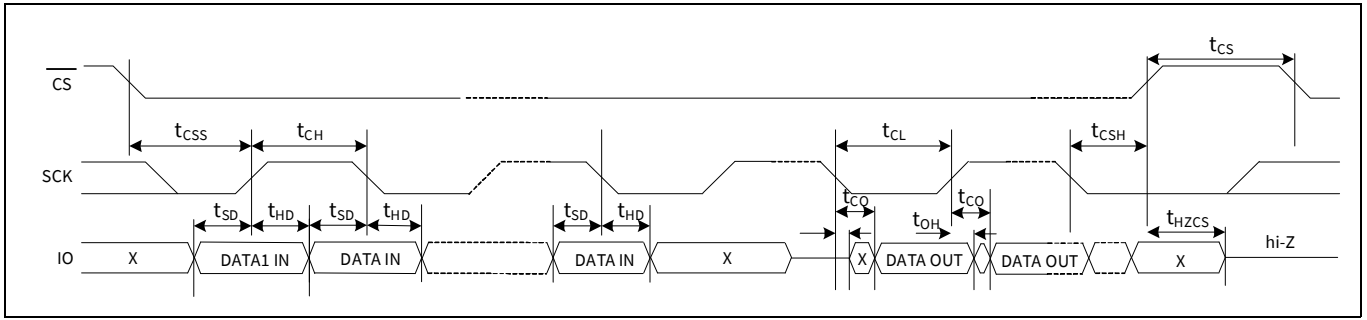 tCS
CS
tCSS
tCH
tCL
tCSH
SCK
tSD
tHD
tSD
tHD
tSD
tHD
tCO
tOH
tCO
tHZCS
IO
X
DATA1 IN
DATA IN
DATA IN
X
X
DATA OUT
DATA OUT
X
hi-Z